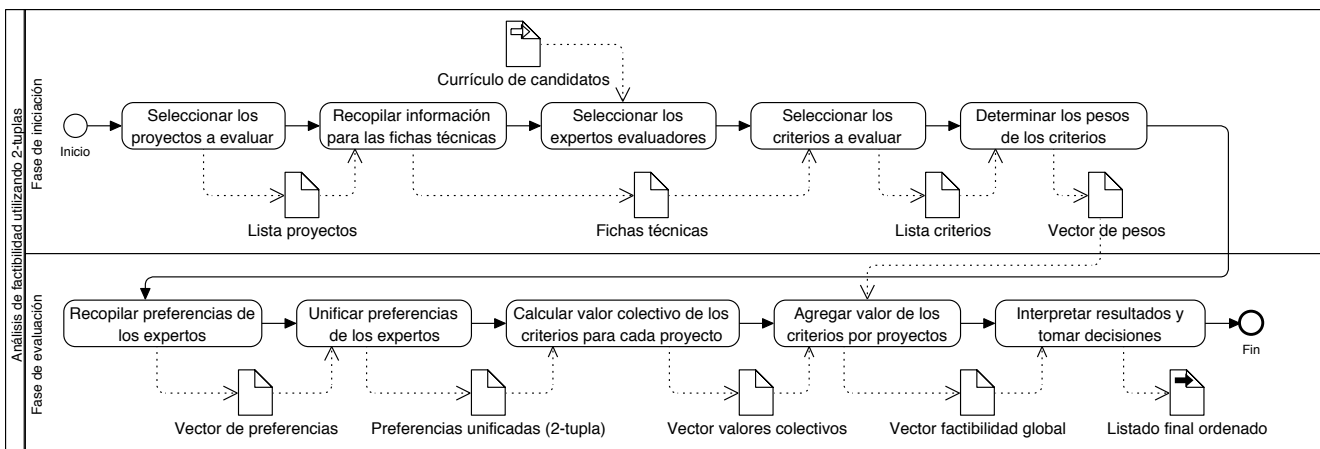 Análisis de factibilidad utilizando 2-tuplas
Fase de iniciación
Currículo de candidatos
Inicio
Seleccionar los
proyectos a evaluar
Recopilar información
para las fichas técnicas
Seleccionar los
expertos evaluadores
Seleccionar los
criterios a evaluar
Determinar los pesos
de los criterios
Lista proyectos
Fichas técnicas
Lista criterios
Vector de pesos
Fase de evaluación
Recopilar preferencias de
los expertos
Unificar preferencias
de los expertos
Calcular valor colectivo de los
criterios para cada proyecto
Agregar valor de los
criterios por proyectos
Interpretar resultados y
tomar decisiones
Fin
Vector de preferencias
Preferencias unificadas (2-tupla)
Vector valores colectivos
Vector factibilidad global
Listado final ordenado